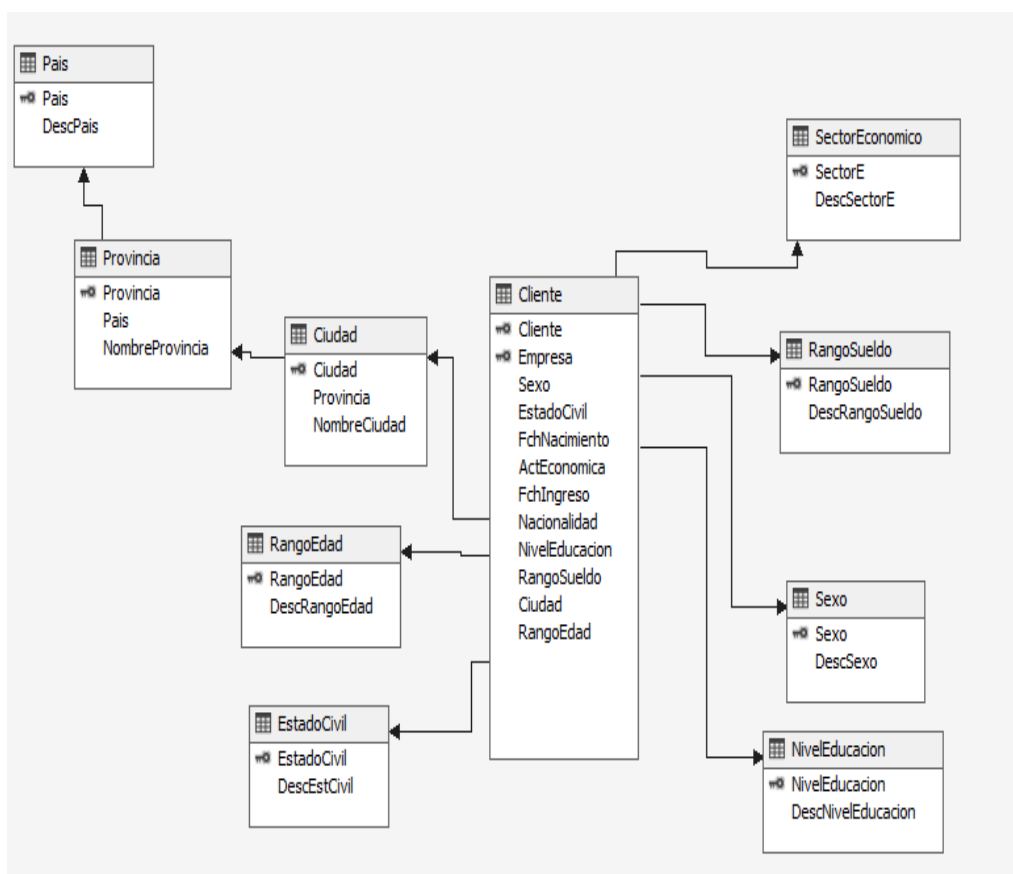 Pais
Pais
DescPais
SectorEconomico
SectorE
DescSectorE
Provincia
Provincia
Pais
NombreProvincia
Cliente
Cliente
Empresa
Sexo
EstadoCivil
FchNacimiento
ActEconomica
FchIngreso
Nacionalidad
NivelEducacion
RangoSueldo
Ciudad
RangoEdad
Ciudad
Ciudad
Provincia
NombreCiudad
RangoSueldo
RangoSueldo
DescRangoSueldo
RangoEdad
RangoEdad
DescRangoEdad
Sexo
Sexo
DescSexo
EstadoCivil
EstadoCivil
DescEstCivil
NivelEducacion
NivelEducacion
DescNivelEducacion